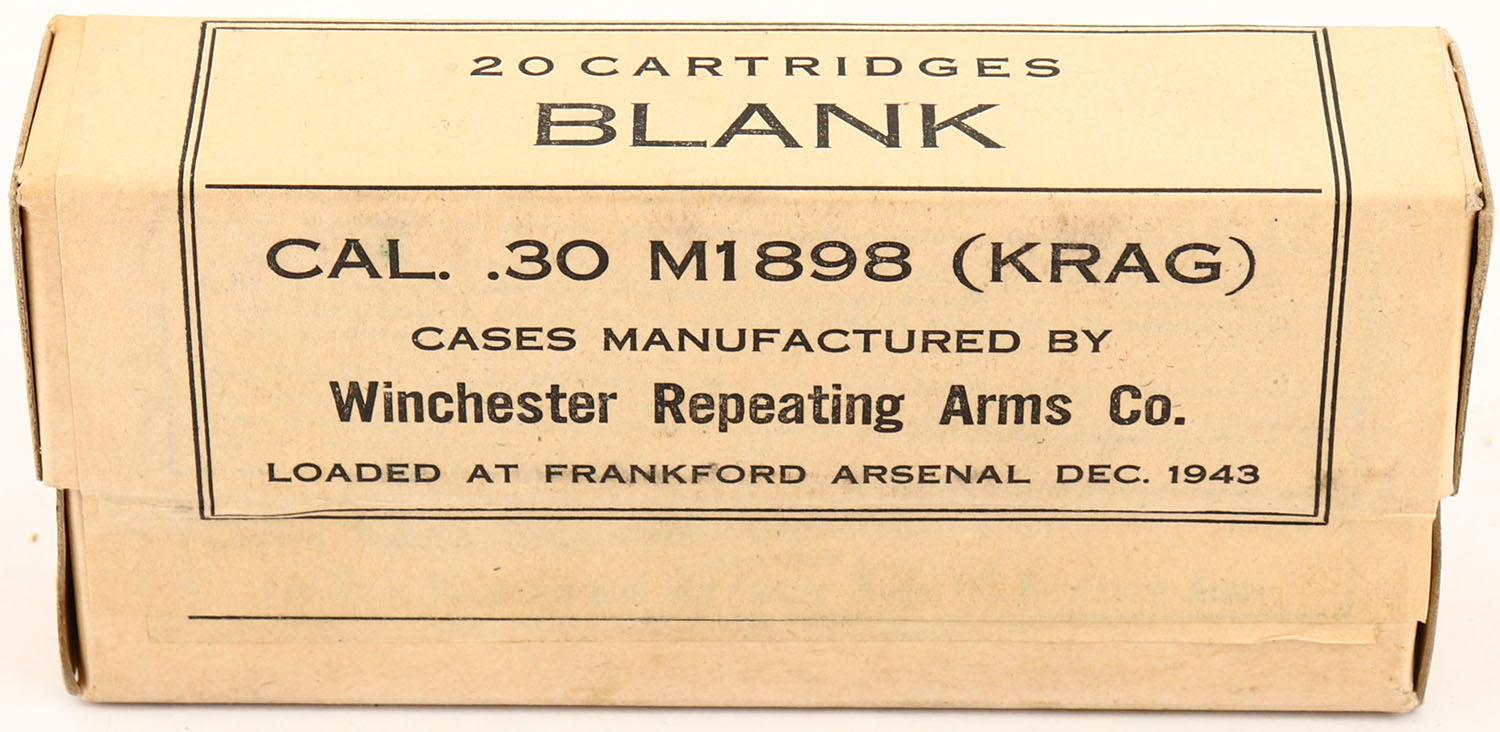 20 CARTRIDGES
BLANK
CAL. .30 M1898 (KRAG)
CASES MANUFACTURED BY
Winchester Repeating Arms Co.
LOADED AT FRANKFORD ARSENAL DEC. 1943